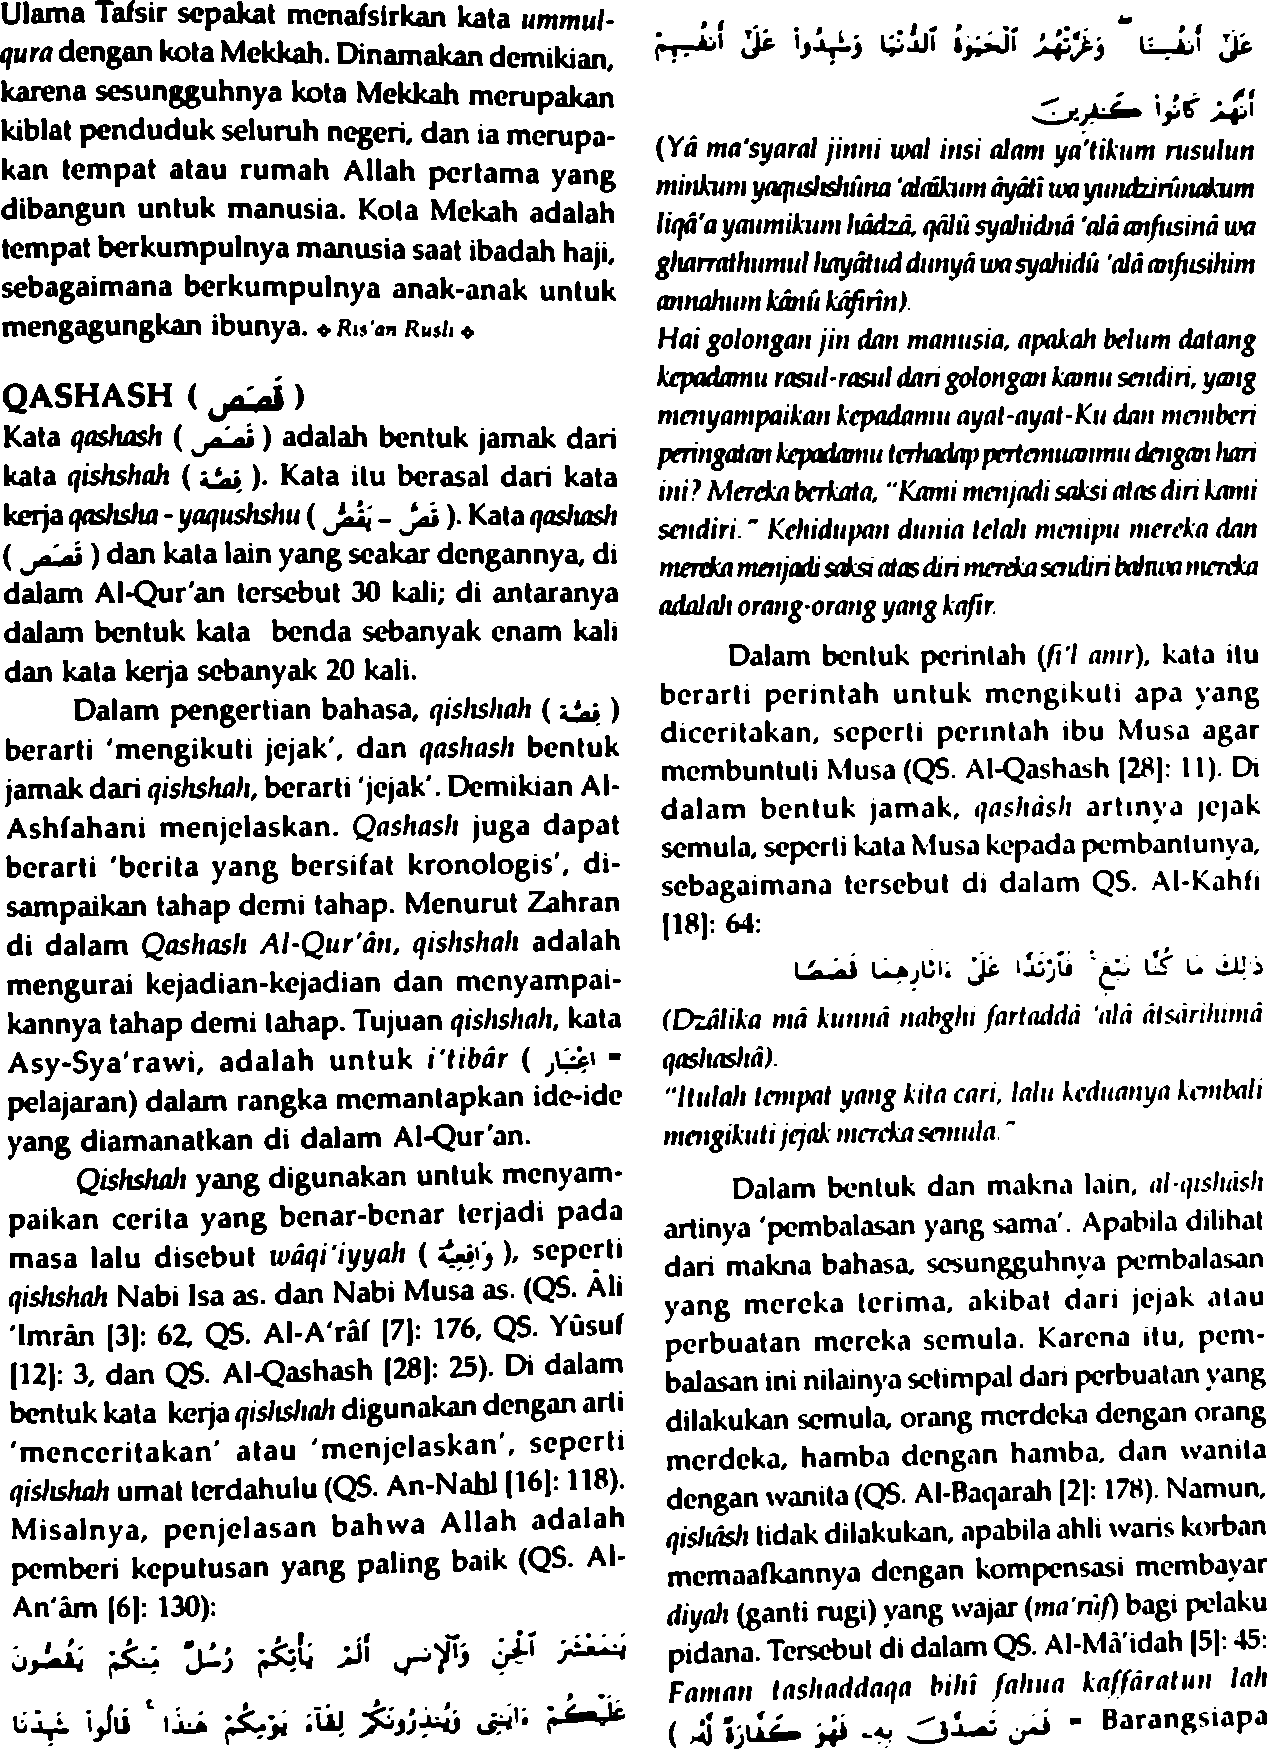 Ulama Tafsir sepakat menafsirkan kata ummul-
qura dengan kota Mekkah. Dinamakan demikian,
karena sesungguhnya kota Mekkah merupakan
kiblat penduduk seluruh negeri, dan ia merupa-
kan tempat atau rumah Allah pertama yang
dibangun untuk manusia. Kota Mekah adalah
tempat berkumpulnya manusia saat ibadah haji,
sebagaimana berkumpulnya anak-anak untuk
mengagungkan ibunya. ❖ Ris'an Rusli ❖
QASHASH ( قَصَص )
Kata qashash ( قَصَص ) adalah bentuk jamak dari
kata qishshah ( قِصَّة ). Kata itu berasal dari kata
kerja qashsha - yaqushshu ( قَصَّ – يَقُصُّ ). Kata qashash
( قَصَص ) dan kata lain yang seakar dengannya, di
dalam Al-Qur'an tersebut 30 kali; di antaranya
dalam bentuk kata benda sebanyak enam kali
dan kata kerja sebanyak 20 kali.
Dalam pengertian bahasa, qishshah ( قِصَّة )
berarti 'mengikuti jejak', dan qashash bentuk
jamak dari qishshah, berarti 'jejak'. Demikian Al-
Ashfahani menjelaskan. Qashash juga dapat
berarti 'berita yang bersifat kronologis', di-
sampaikan tahap demi tahap. Menurut Zahran
di dalam Qashash Al-Qur'ân, qishshah adalah
mengurai kejadian-kejadian dan menyampai-
kannya tahap demi tahap. Tujuan qishshah, kata
Asy-Sya'rawi, adalah untuk i'tibâr ( اعْتِبَار =
pelajaran) dalam rangka memantapkan ide-ide
yang diamanatkan di dalam Al-Qur'an.
Qishshah yang digunakan untuk menyam-
paikan cerita yang benar-benar terjadi pada
masa lalu disebut wâqi'iyyah ( وَاقِعِيَّة ), seperti
qishshah Nabi Isa as. dan Nabi Musa as. (QS. Âli
'Imrân [3]: 62, QS. Al-A'râf [7]: 176, QS. Yûsuf
[12]: 3, dan QS. Al-Qashash [28]: 25). Di dalam
bentuk kata kerja qishshah digunakan dengan arti
'menceritakan' atau 'menjelaskan', seperti
qishshah umat terdahulu (QS. An-Nahl [16]: 118).
Misalnya, penjelasan bahwa Allah adalah
pemberi keputusan yang paling baik (QS. Al-
An'âm [6]: 130):
يَـٰمَعْشَرَ ٱلْجِنِّ وَٱلْإِنسِ أَلَمْ يَأْتِكُمْ رُسُلٌ مِّنكُمْ يَقُصُّونَ
عَلَيْكُمْ ءَايَـٰتِى وَيُنذِرُونَكُمْ لِقَآءَ يَوْمِكُمْ هَـٰذَا ۚ قَالُوا۟ شَهِدْنَا
عَلَىٰٓ أَنفُسِنَا ۖ وَغَرَّتْهُمُ ٱلْحَيَوٰةُ ٱلدُّنْيَا وَشَهِدُوا۟ عَلَىٰٓ أَنفُسِهِمْ
أَنَّهُمْ كَانُوا۟ كَـٰفِرِينَ
(Yâ ma'syaral jinni wal insi alam ya'tikum rusulun
minkum yaqushshûna 'alaikum âyâtî wa yundzirûnakum
liqâ'a yaumikum hâdzâ, qâlû syahidnâ 'alâ anfusinâ wa
gharrathumul hayâtud dunyâ wa syahidû 'alâ anfusihim
annahum kânû kâfirîn).
Hai golongan jin dan manusia, apakah belum datang
kepadamu rasul-rasul dari golongan kamu sendiri, yang
menyampaikan kepadamu ayat-ayat-Ku dan memberi
peringatan kepadamu terhadap pertemuanmu dengan hari
ini? Mereka berkata, "Kami menjadi saksi atas diri kami
sendiri." Kehidupan dunia telah menipu mereka dan
mereka menjadi saksi atas diri mereka sendiri bahwa mereka
adalah orang-orang yang kafir.
Dalam bentuk perintah (fi'l amr), kata itu
berarti perintah untuk mengikuti apa yang
diceritakan, seperti perintah ibu Musa agar
membuntuti Musa (QS. Al-Qashash [28]: 11). Di
dalam bentuk jamak, qashâsh artinya jejak
semula, seperti kata Musa kepada pembantunya,
sebagaimana tersebut di dalam QS. Al-Kahfi
[18]: 64:
ذَٰلِكَ مَا كُنَّا نَبْغِ ۚ فَٱرْتَدَّا عَلَىٰٓ ءَاثَارِهِمَا قَصَصًا
(Dzâlika mâ kunnâ nabghi fartaddâ 'alâ âtsârihimâ
qashashâ).
"Itulah tempat yang kita cari, lalu keduanya kembali
mengikuti jejak mereka semula."
Dalam bentuk dan makna lain, al-qishâsh
artinya 'pembalasan yang sama'. Apabila dilihat
dari makna bahasa, sesungguhnya pembalasan
yang mereka terima, akibat dari jejak atau
perbuatan mereka semula. Karena itu, pem-
balasan ini nilainya setimpal dari perbuatan yang
dilakukan semula, orang merdeka dengan orang
merdeka, hamba dengan hamba, dan wanita
dengan wanita (QS. Al-Baqarah [2]: 178). Namun,
qishâsh tidak dilakukan, apabila ahli waris korban
memaafkannya dengan kompensasi membayar
diyah (ganti rugi) yang wajar (ma'rûf) bagi pelaku
pidana. Tersebut di dalam QS. Al-Mâ'idah [5]: 45:
Faman tashaddaqa bihî fahua kaffâratun lah
( فَمَن تَصَدَّقَ بِهِۦ فَهُوَ كَفَّارَةٌ لَّهُۥ = Barangsiapa